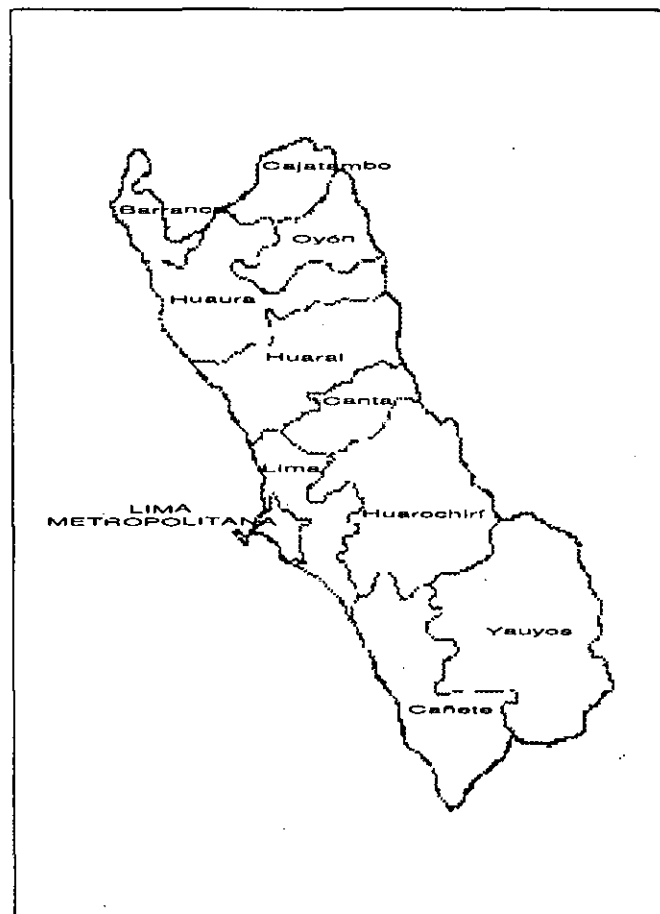 Cajatambo
Barranca
Oyón
Huaura
Huaral
Canta
Lima
LIMA
METROPOLITANA
Huarochirí
Yauyos
Cañete